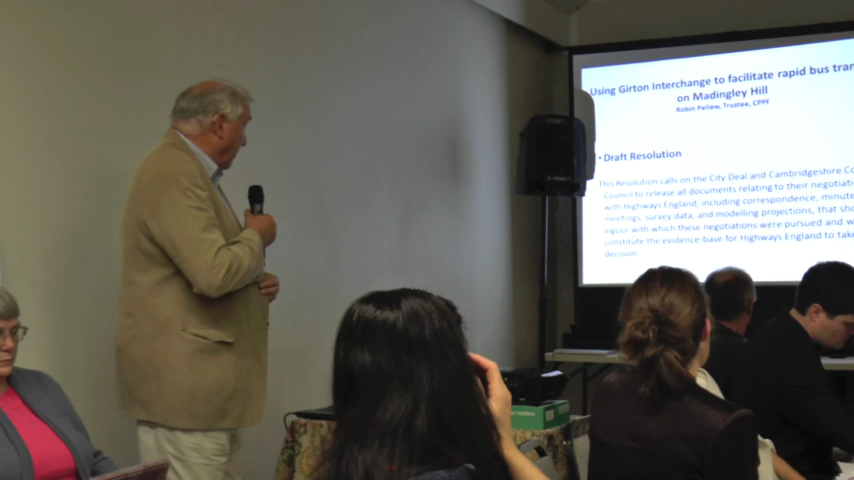 Using Girton Interchange to facilitate rapid bus tran
on Madingley Hill
Robin Pellew, Trustee, CPPF
• Draft Resolution
This Resolution calls on the City Deal and Cambridgeshire Co
Council to release all documents relating to their negotiati
with Highways England, including correspondence, minute
meetings, survey data, and modelling projections, that sho
vigour with which these negotiations were pursued and w
constitute the evidence-base for Highways England to take
decision.